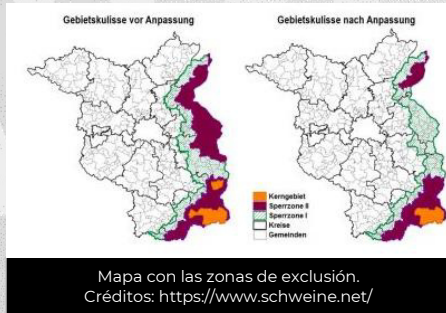 Gebietskulisse vor Anpassung
Gebietskulisse nach Anpassung
Kerngebiet
Sperrzone II
Sperrzone I
Kreise
Gemeinden
Mapa con las zonas de exclusión.
Créditos: https://www.schweine.net/